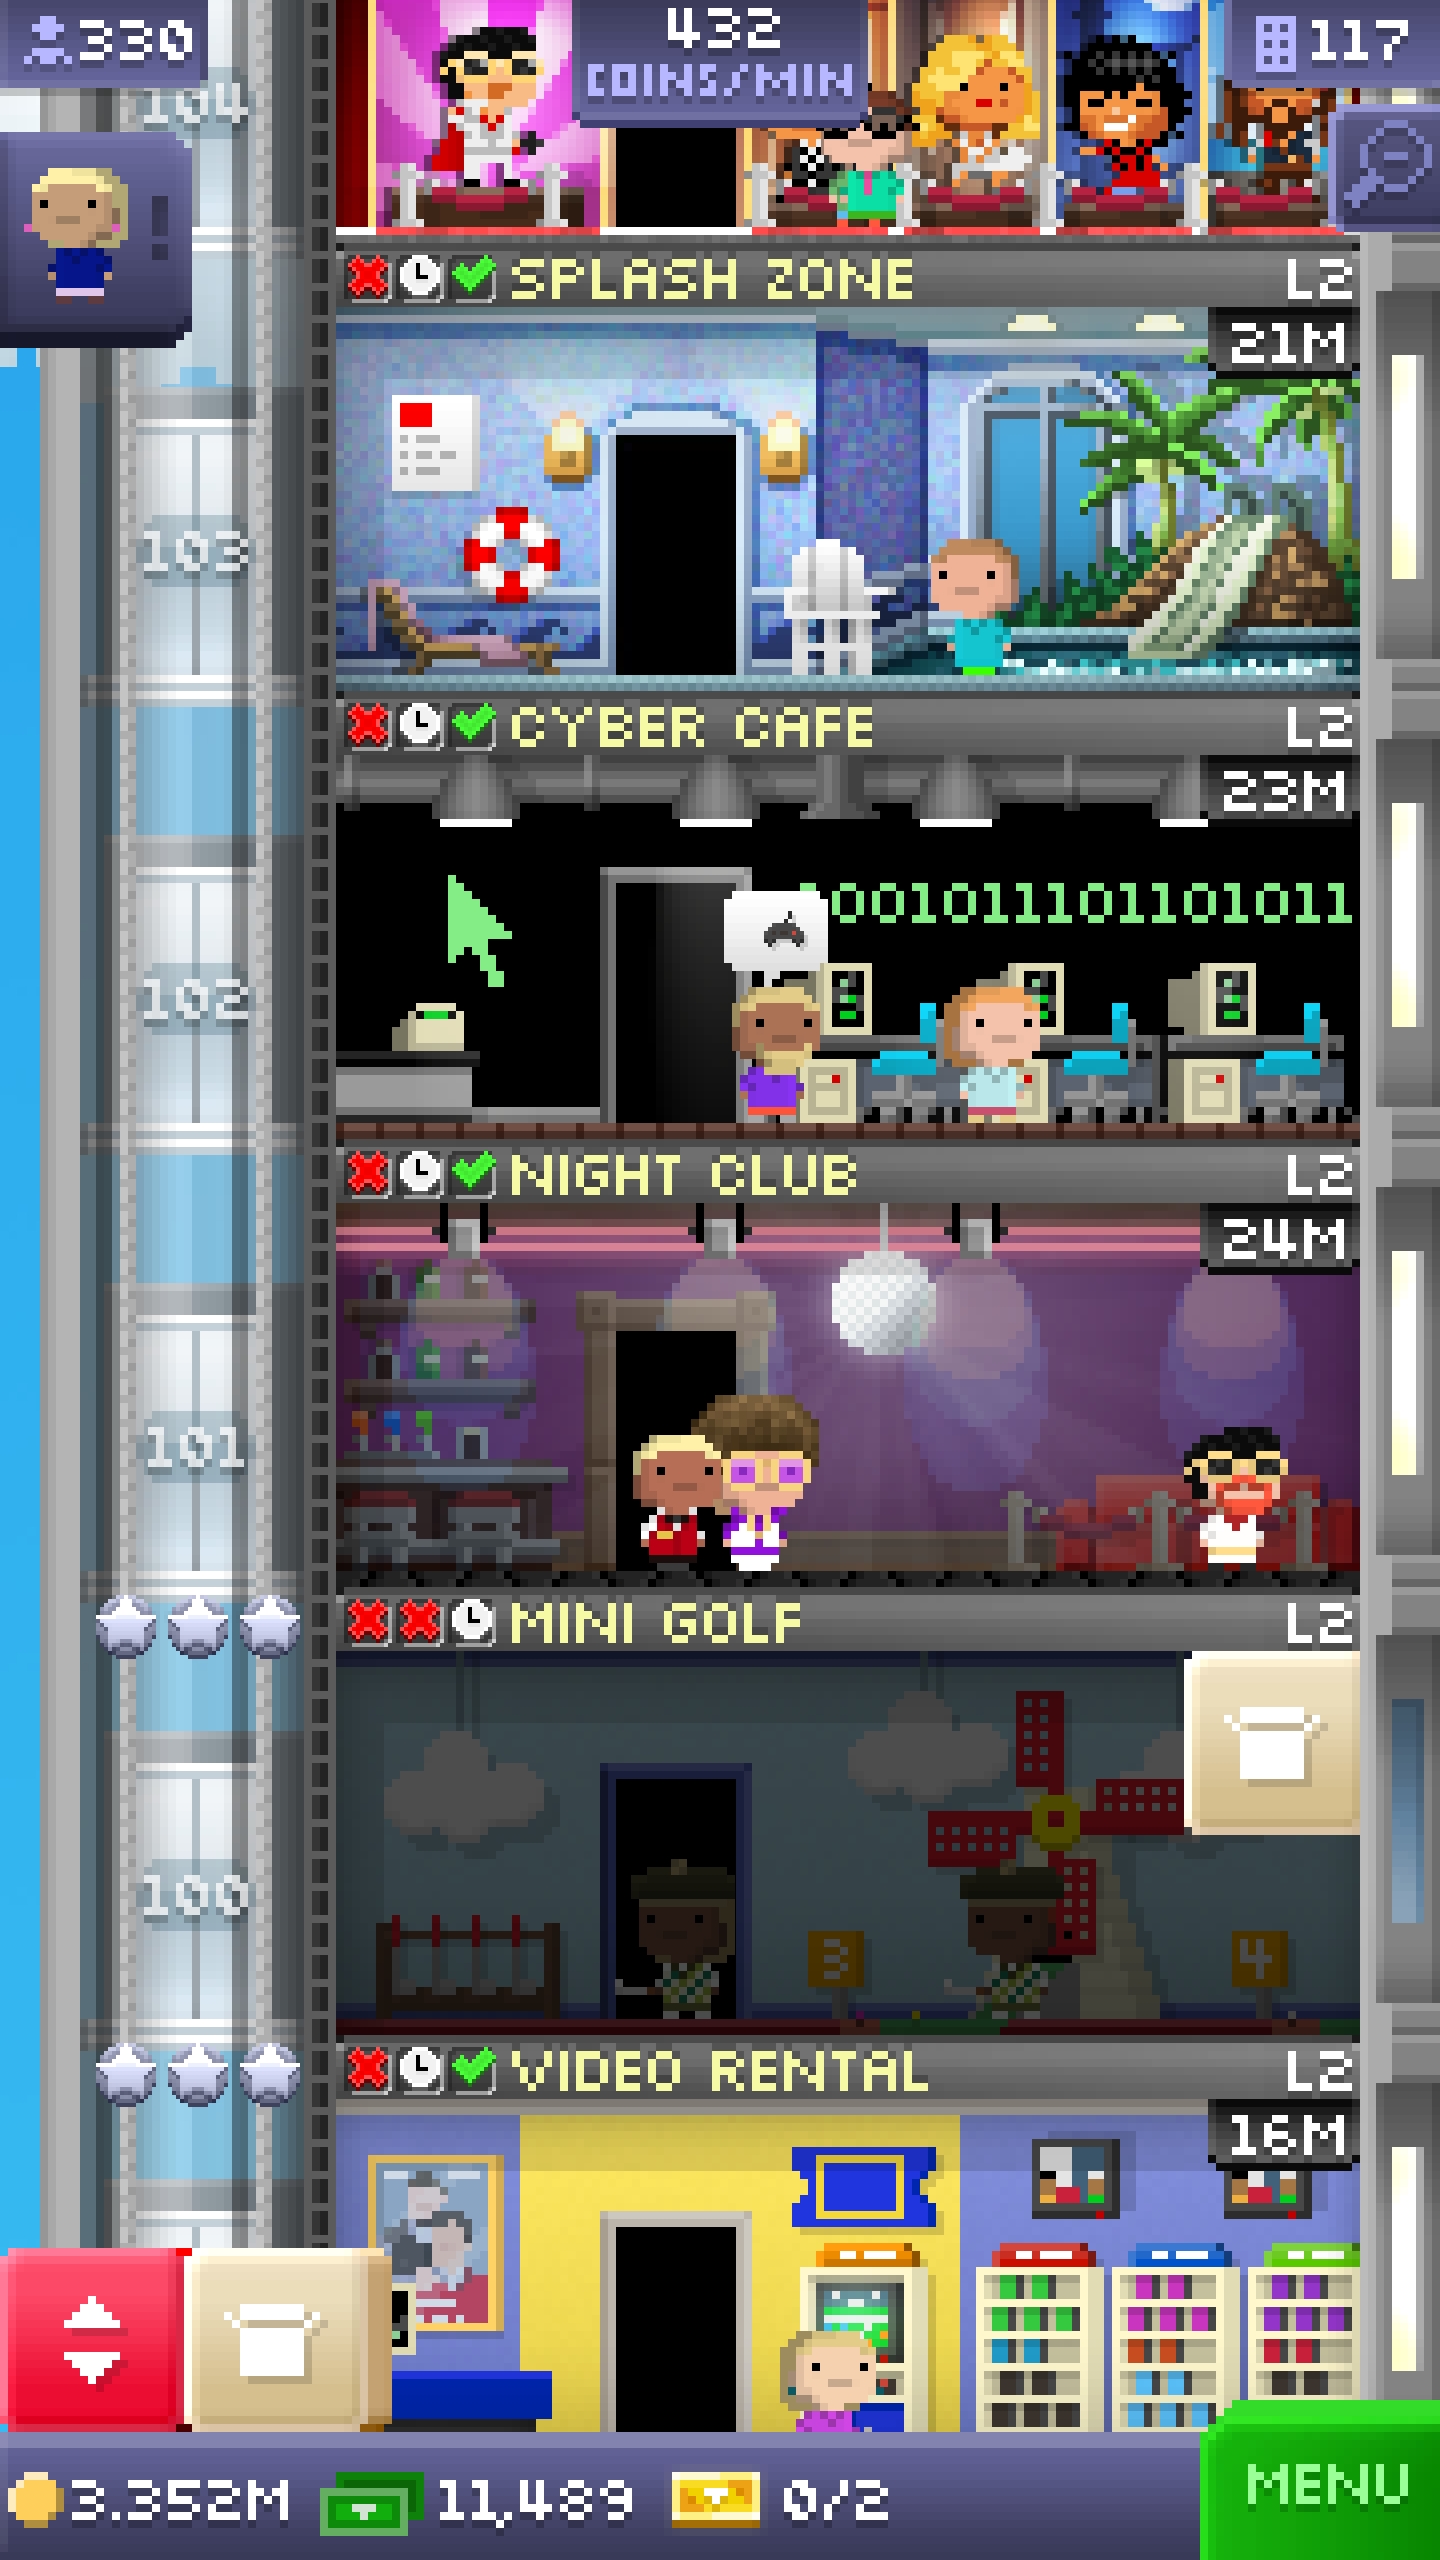 330
432
COINS/MIN
117
104
SPLASH ZONE
L2
21M
103
CYBER CAFE
L2
23M
001011101101011
102
NIGHT CLUB
L2
24M
101
MINI GOLF
L2
100
3
4
VIDEO RENTAL
L2
16M
3.352M
11,489
0/2
MENU